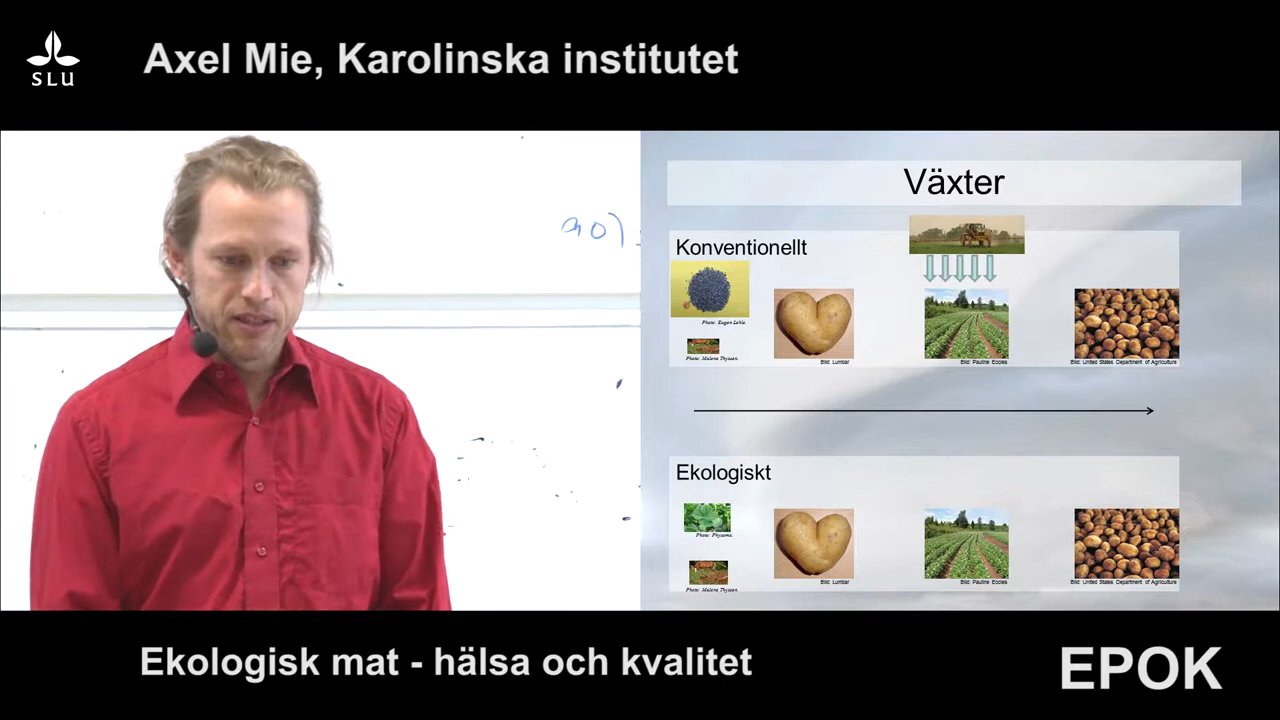 SLU
Axel Mie, Karolinska institutet
Växter
Konventionellt
Photo: Eugen Lehle.
Photo: Malene Thyssen.
Bild: Lumbar
Bild: Pauline Eccles
Bild: United States Department of Agriculture
Ekologiskt
Photo: Physome.
Photo: Malene Thyssen.
Bild: Lumbar
Bild: Pauline Eccles
Bild: United States Department of Agriculture
Ekologisk mat - hälsa och kvalitet
EPOK